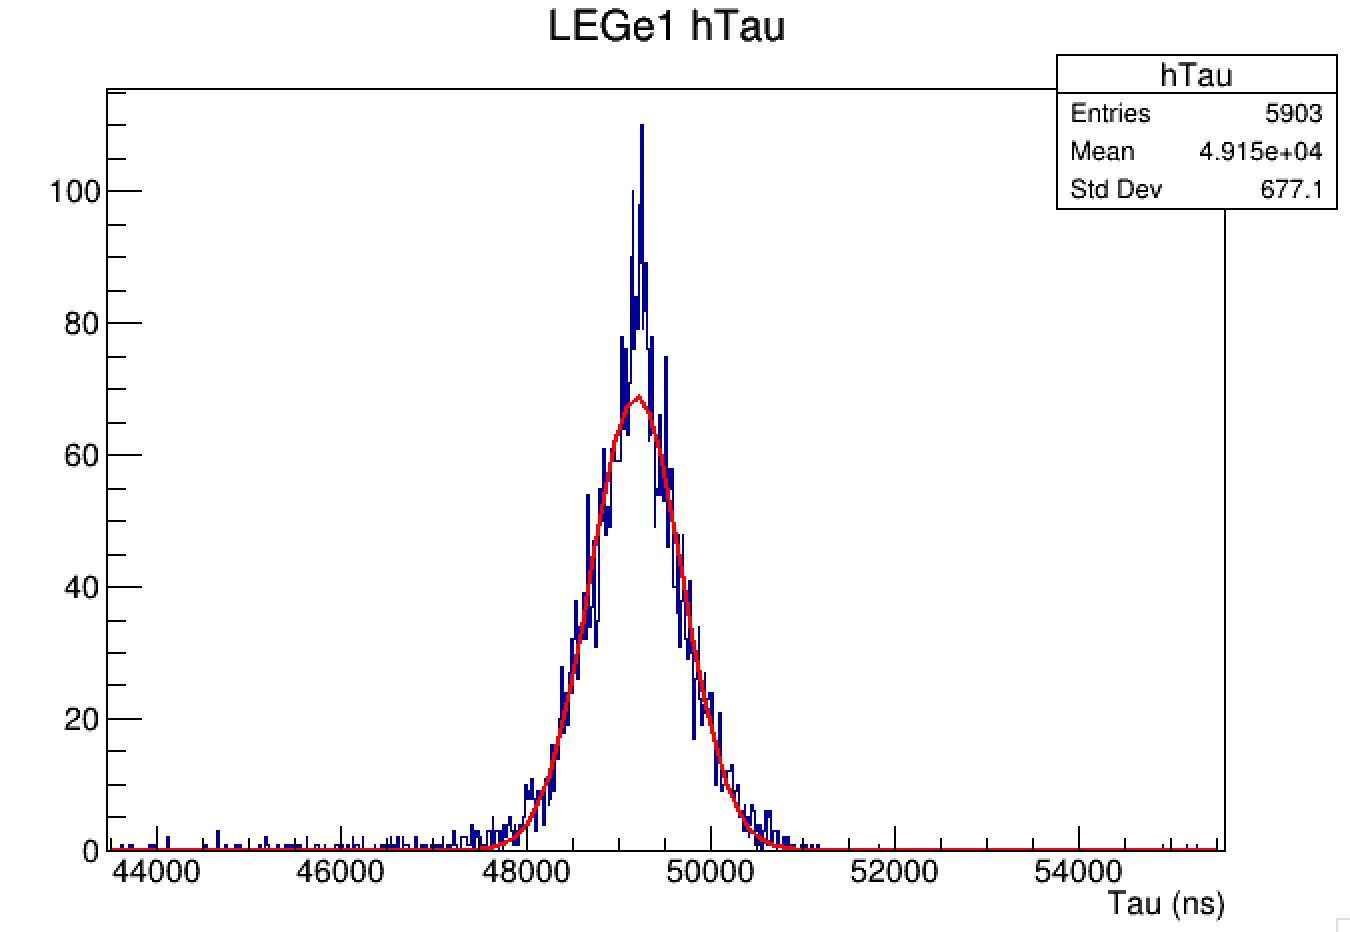 LEGe1 hTau
hTau
Entries 5903
Mean 4.915e+04
Std Dev 677.1
100
80
60
40
20
0
44000 46000 48000 50000 52000 54000
Tau (ns)